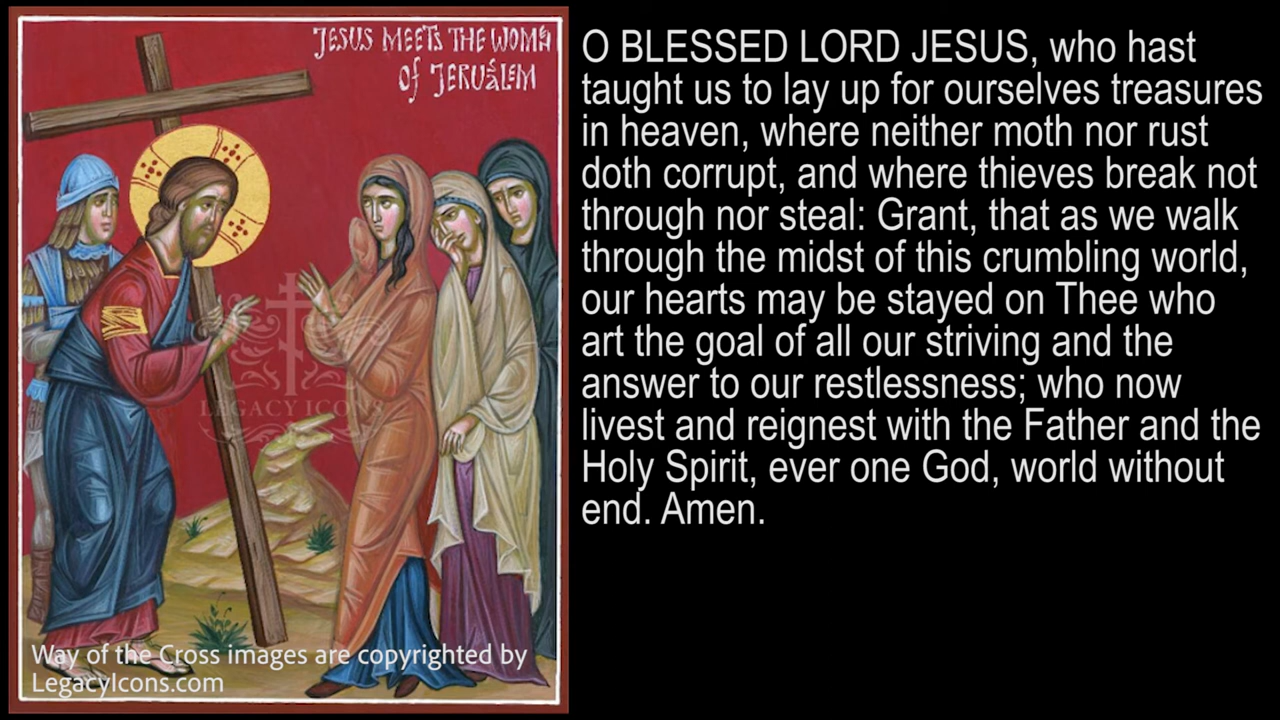 JESUS MEETS THE WOMEN
of JERUSALEM
LEGACY ICONS
Way of the Cross images are copyrighted by
LegacyIcons.com
O BLESSED LORD JESUS, who hast
taught us to lay up for ourselves treasures
in heaven, where neither moth nor rust
doth corrupt, and where thieves break not
through nor steal: Grant, that as we walk
through the midst of this crumbling world,
our hearts may be stayed on Thee who
art the goal of all our striving and the
answer to our restlessness; who now
livest and reignest with the Father and the
Holy Spirit, ever one God, world without
end. Amen.